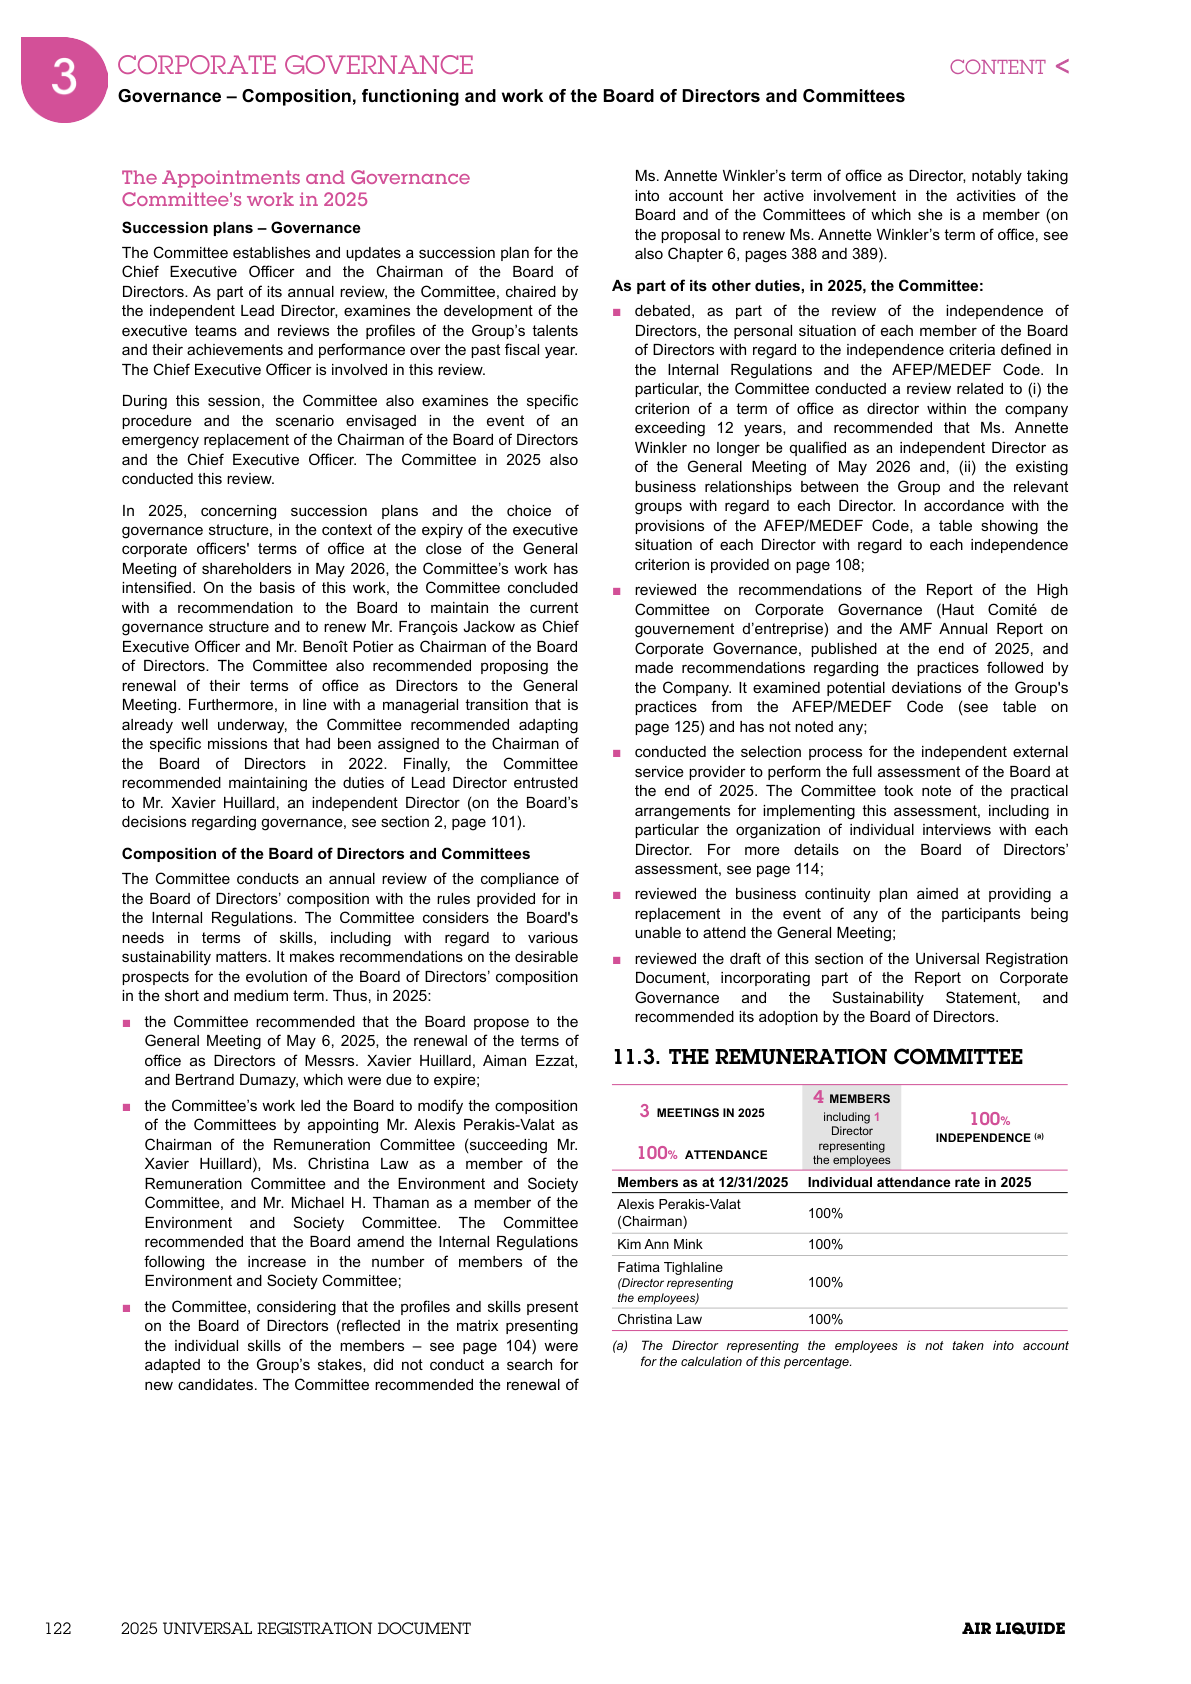 3
CORPORATE GOVERNANCE
CONTENT <
Governance – Composition, functioning and work of the Board of Directors and Committees
The Appointments and Governance
Committee's work in 2025
Succession plans – Governance
The Committee establishes and updates a succession plan for the
Chief Executive Officer and the Chairman of the Board of
Directors. As part of its annual review, the Committee, chaired by
the independent Lead Director, examines the development of the
executive teams and reviews the profiles of the Group's talents
and their achievements and performance over the past fiscal year.
The Chief Executive Officer is involved in this review.
During this session, the Committee also examines the specific
procedure and the scenario envisaged in the event of an
emergency replacement of the Chairman of the Board of Directors
and the Chief Executive Officer. The Committee in 2025 also
conducted this review.
In 2025, concerning succession plans and the choice of
governance structure, in the context of the expiry of the executive
corporate officers' terms of office at the close of the General
Meeting of shareholders in May 2026, the Committee's work has
intensified. On the basis of this work, the Committee concluded
with a recommendation to the Board to maintain the current
governance structure and to renew Mr. François Jackow as Chief
Executive Officer and Mr. Benoît Potier as Chairman of the Board
of Directors. The Committee also recommended proposing the
renewal of their terms of office as Directors to the General
Meeting. Furthermore, in line with a managerial transition that is
already well underway, the Committee recommended adapting
the specific missions that had been assigned to the Chairman of
the Board of Directors in 2022. Finally, the Committee
recommended maintaining the duties of Lead Director entrusted
to Mr. Xavier Huillard, an independent Director (on the Board's
decisions regarding governance, see section 2, page 101).
Composition of the Board of Directors and Committees
The Committee conducts an annual review of the compliance of
the Board of Directors' composition with the rules provided for in
the Internal Regulations. The Committee considers the Board's
needs in terms of skills, including with regard to various
sustainability matters. It makes recommendations on the desirable
prospects for the evolution of the Board of Directors' composition
in the short and medium term. Thus, in 2025:
■ the Committee recommended that the Board propose to the
General Meeting of May 6, 2025, the renewal of the terms of
office as Directors of Messrs. Xavier Huillard, Aiman Ezzat,
and Bertrand Dumazy, which were due to expire;
■ the Committee's work led the Board to modify the composition
of the Committees by appointing Mr. Alexis Perakis-Valat as
Chairman of the Remuneration Committee (succeeding Mr.
Xavier Huillard), Ms. Christina Law as a member of the
Remuneration Committee and the Environment and Society
Committee, and Mr. Michael H. Thaman as a member of the
Environment and Society Committee. The Committee
recommended that the Board amend the Internal Regulations
following the increase in the number of members of the
Environment and Society Committee;
■ the Committee, considering that the profiles and skills present
on the Board of Directors (reflected in the matrix presenting
the individual skills of the members – see page 104) were
adapted to the Group's stakes, did not conduct a search for
new candidates. The Committee recommended the renewal of
Ms. Annette Winkler's term of office as Director, notably taking
into account her active involvement in the activities of the
Board and of the Committees of which she is a member (on
the proposal to renew Ms. Annette Winkler's term of office, see
also Chapter 6, pages 388 and 389).
As part of its other duties, in 2025, the Committee:
■ debated, as part of the review of the independence of
Directors, the personal situation of each member of the Board
of Directors with regard to the independence criteria defined in
the Internal Regulations and the AFEP/MEDEF Code. In
particular, the Committee conducted a review related to (i) the
criterion of a term of office as director within the company
exceeding 12 years, and recommended that Ms. Annette
Winkler no longer be qualified as an independent Director as
of the General Meeting of May 2026 and, (ii) the existing
business relationships between the Group and the relevant
groups with regard to each Director. In accordance with the
provisions of the AFEP/MEDEF Code, a table showing the
situation of each Director with regard to each independence
criterion is provided on page 108;
■ reviewed the recommendations of the Report of the High
Committee on Corporate Governance (Haut Comité de
gouvernement d'entreprise) and the AMF Annual Report on
Corporate Governance, published at the end of 2025, and
made recommendations regarding the practices followed by
the Company. It examined potential deviations of the Group's
practices from the AFEP/MEDEF Code (see table on
page 125) and has not noted any;
■ conducted the selection process for the independent external
service provider to perform the full assessment of the Board at
the end of 2025. The Committee took note of the practical
arrangements for implementing this assessment, including in
particular the organization of individual interviews with each
Director. For more details on the Board of Directors'
assessment, see page 114;
■ reviewed the business continuity plan aimed at providing a
replacement in the event of any of the participants being
unable to attend the General Meeting;
■ reviewed the draft of this section of the Universal Registration
Document, incorporating part of the Report on Corporate
Governance and the Sustainability Statement, and
recommended its adoption by the Board of Directors.
11.3. THE REMUNERATION COMMITTEE
3 MEETINGS IN 2025
100% ATTENDANCE
4 MEMBERS
including 1
Director
representing
the employees
100%
INDEPENDENCE (a)
Members as at 12/31/2025 Individual attendance rate in 2025
Alexis Perakis-Valat
(Chairman)
100%
Kim Ann Mink 100%
Fatima Tighlaline
(Director representing
the employees)
100%
Christina Law 100%
(a) The Director representing the employees is not taken into account
for the calculation of this percentage.
122
2025 UNIVERSAL REGISTRATION DOCUMENT
AIR LIQUIDE